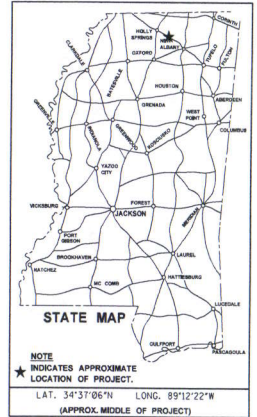 CORINTH
HOLLY
SPRINGS
NEW
ALBANY
CLARKSDALE
OXFORD
TUPELO
FULTON
BATESVILLE
HOUSTON
ABERDEEN
GRENADA
GREENVILLE
WEST
POINT
COLUMBUS
INDIANOLA
GREENWOOD
KOSCIUSKO
YAZOO
CITY
VICKSBURG
FOREST
MERIDIAN
JACKSON
PORT
GIBSON
BROOKHAVEN
LAUREL
NATCHEZ
HATTIESBURG
MC COMB
LUCEDALE
STATE MAP
GULFPORT
PASCAGOULA
NOTE
INDICATES APPROXIMATE
LOCATION OF PROJECT.
LAT. 34°37'06"N LONG. 89°12'22"W
(APPROX. MIDDLE OF PROJECT)